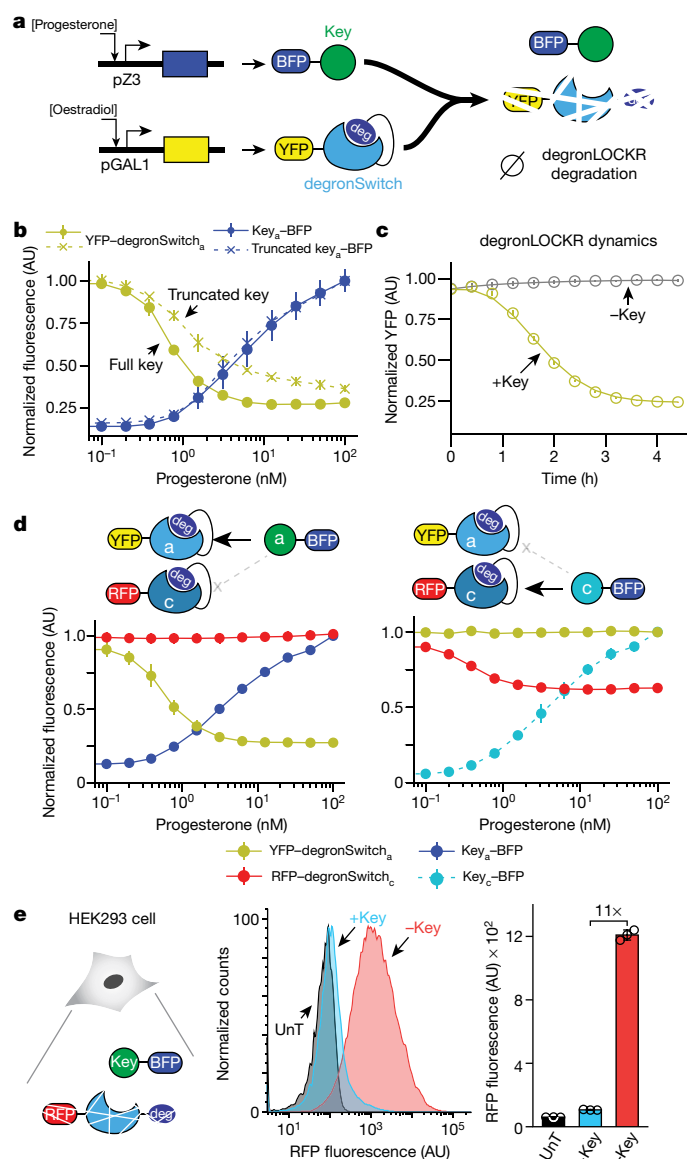 a
[Progesterone]
pZ3
BFP
Key
BFP
[Oestradiol]
pGAL1
YFP
deg
degronSwitch
YFP
deg
degronLOCKR
degradation
b
YFP–degronSwitcha
Keya–BFP
Truncated keya–BFP
Normalized fluorescence (AU)
1.00
0.75
0.50
0.25
Truncated key
Full key
10−1 100 101 102
Progesterone (nM)
c
degronLOCKR dynamics
Normalized YFP (AU)
1.00
0.75
0.50
0.25
–Key
+Key
0 1 2 3 4
Time (h)
d
YFP
deg
a
a
BFP
RFP
deg
c
x
YFP
deg
a
x
RFP
deg
c
c
BFP
Normalized fluorescence (AU)
1.0
0.5
0
10−1 100 101 102
Progesterone (nM)
1.0
0.5
0
10−1 100 101 102
Progesterone (nM)
YFP–degronSwitcha
Keya–BFP
RFP–degronSwitchc
Keyc–BFP
e
HEK293 cell
Key
BFP
RFP
deg
Normalized counts
100
0
+Key
–Key
UnT
101 103 105
RFP fluorescence (AU)
RFP fluorescence (AU) × 102
12
6
0
11×
UnT
-Key
-Key